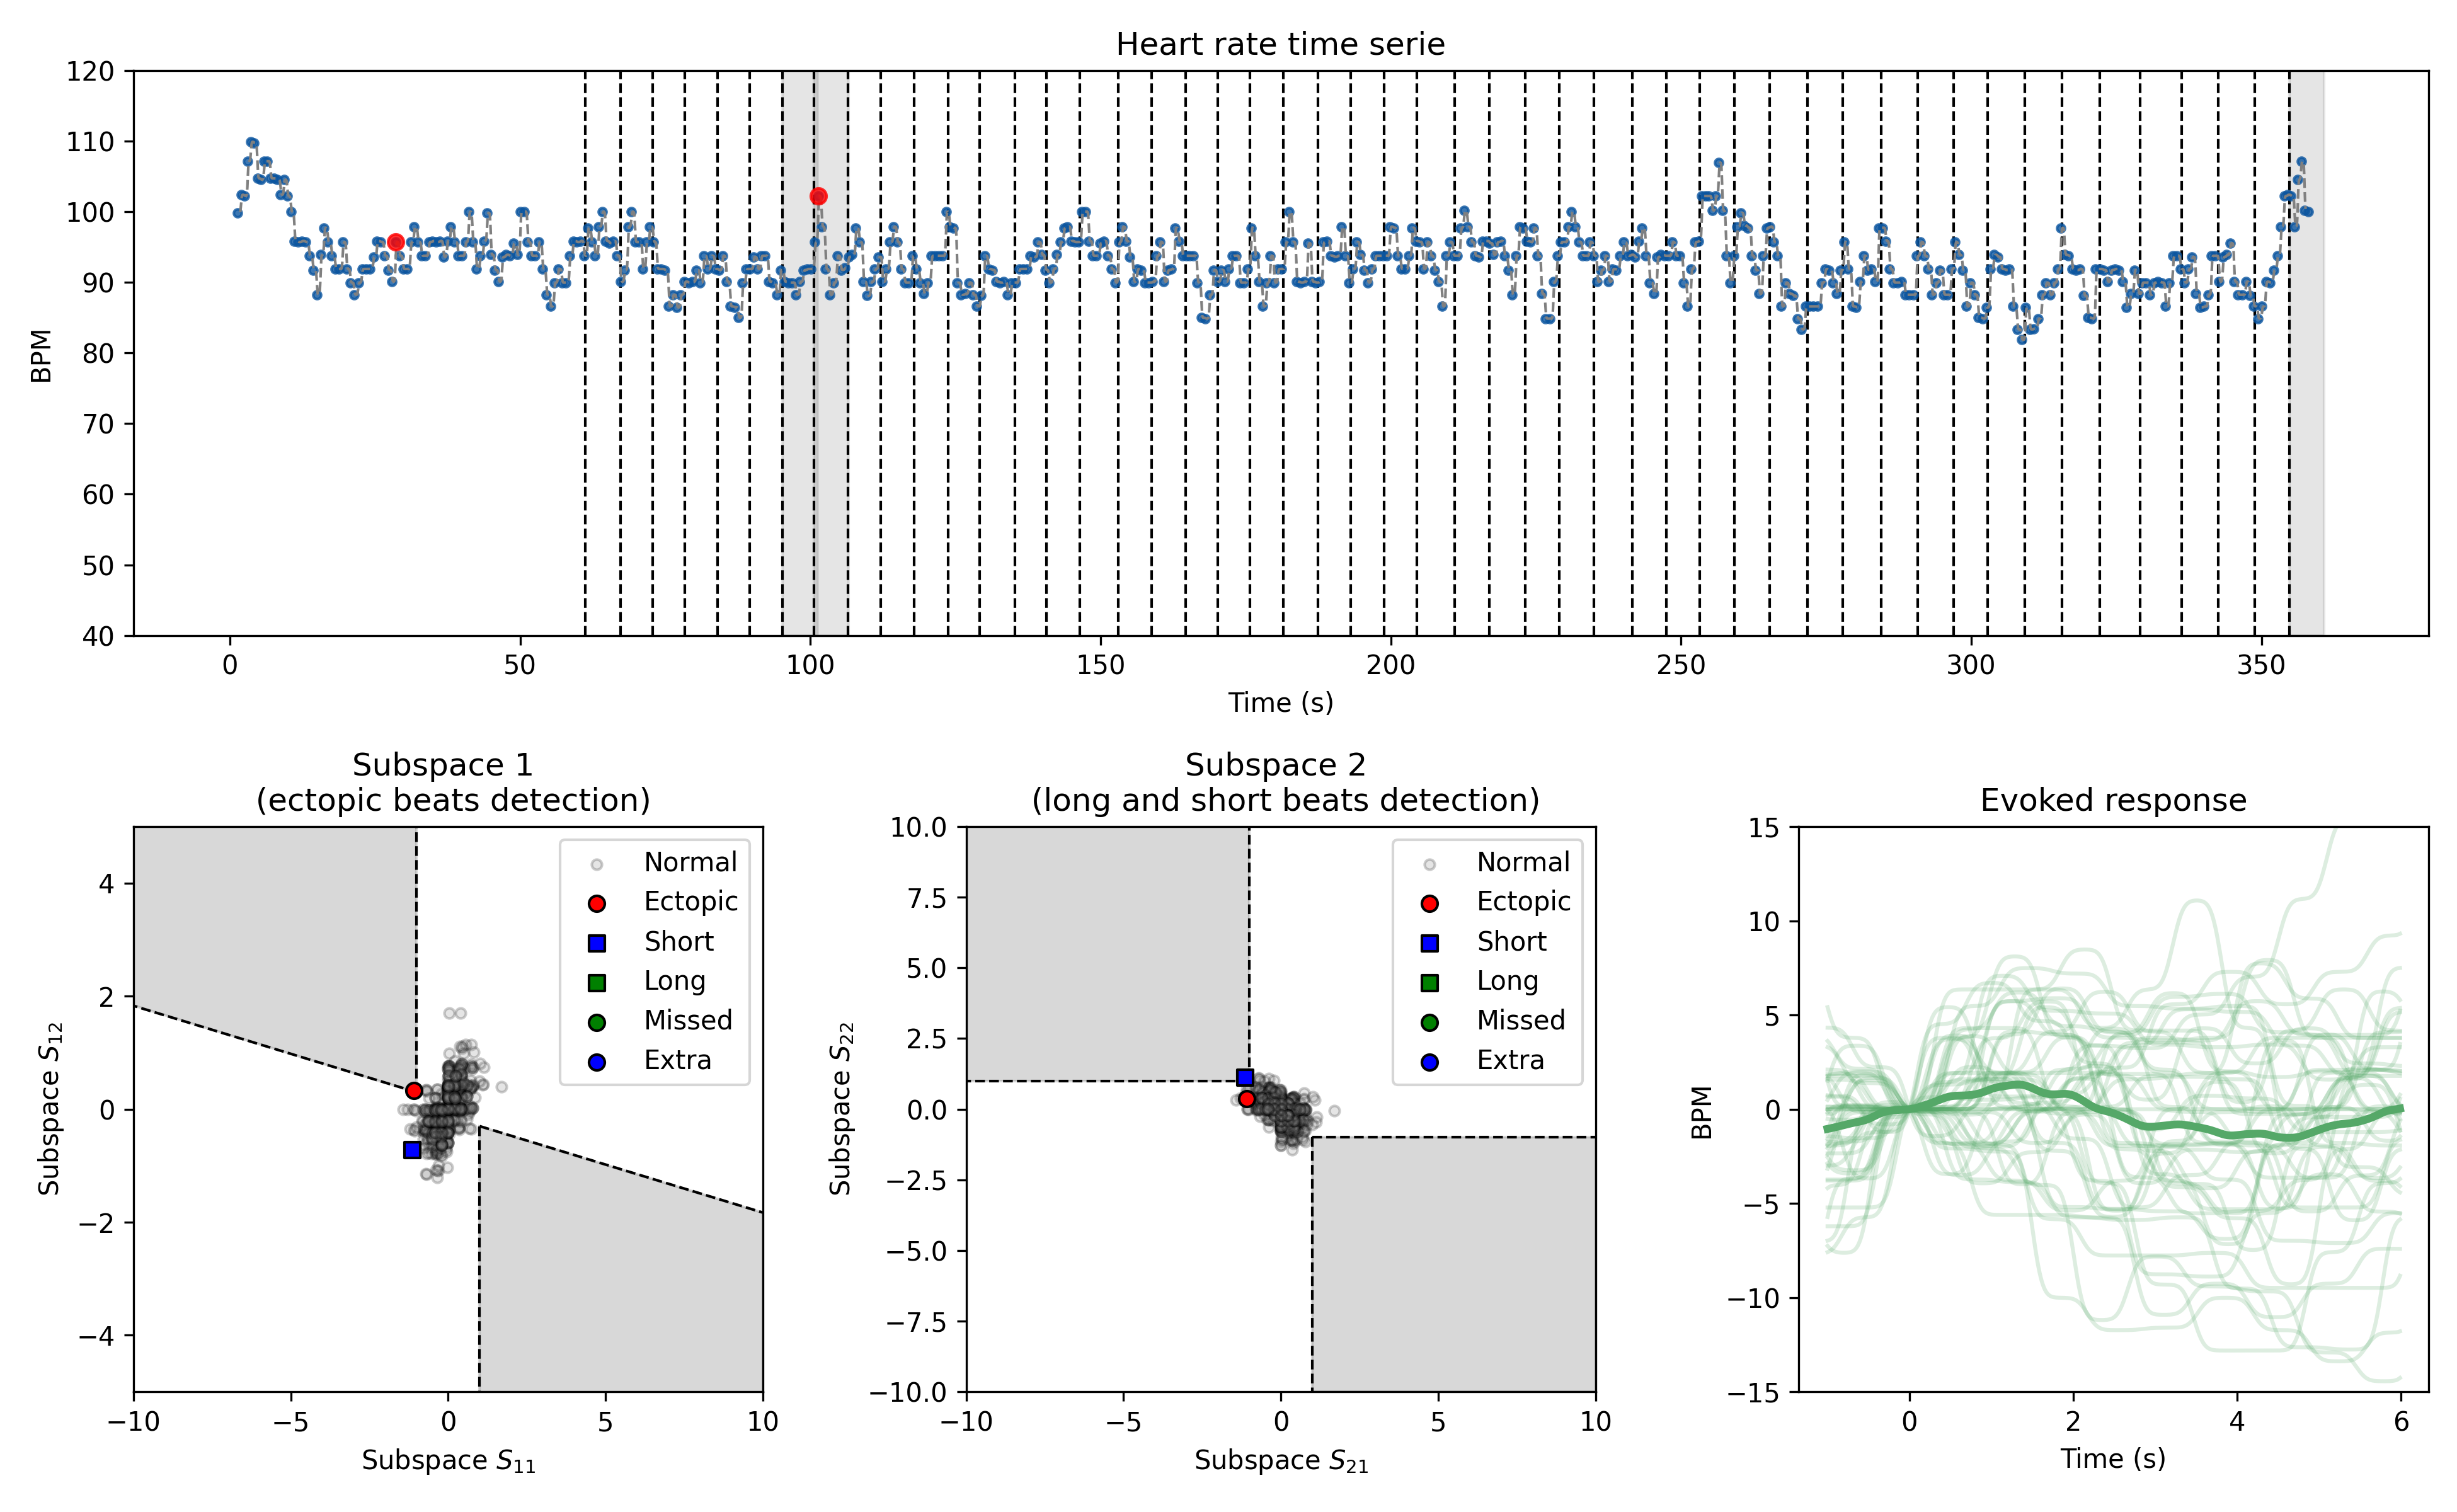 Heart rate time serie
120
110
100
90
80
70
60
50
40
BPM
0 50 100 150 200 250 300 350
Time (s)
Subspace 1
(ectopic beats detection)
4
2
0
−2
−4
Subspace S12
−10 −5 0 5 10
Subspace S11
Normal
Ectopic
Short
Long
Missed
Extra
Subspace 2
(long and short beats detection)
10.0
7.5
5.0
2.5
0.0
−2.5
−5.0
−7.5
−10.0
Subspace S22
−10 −5 0 5 10
Subspace S21
Normal
Ectopic
Short
Long
Missed
Extra
Evoked response
15
10
5
0
−5
−10
−15
BPM
0 2 4 6
Time (s)